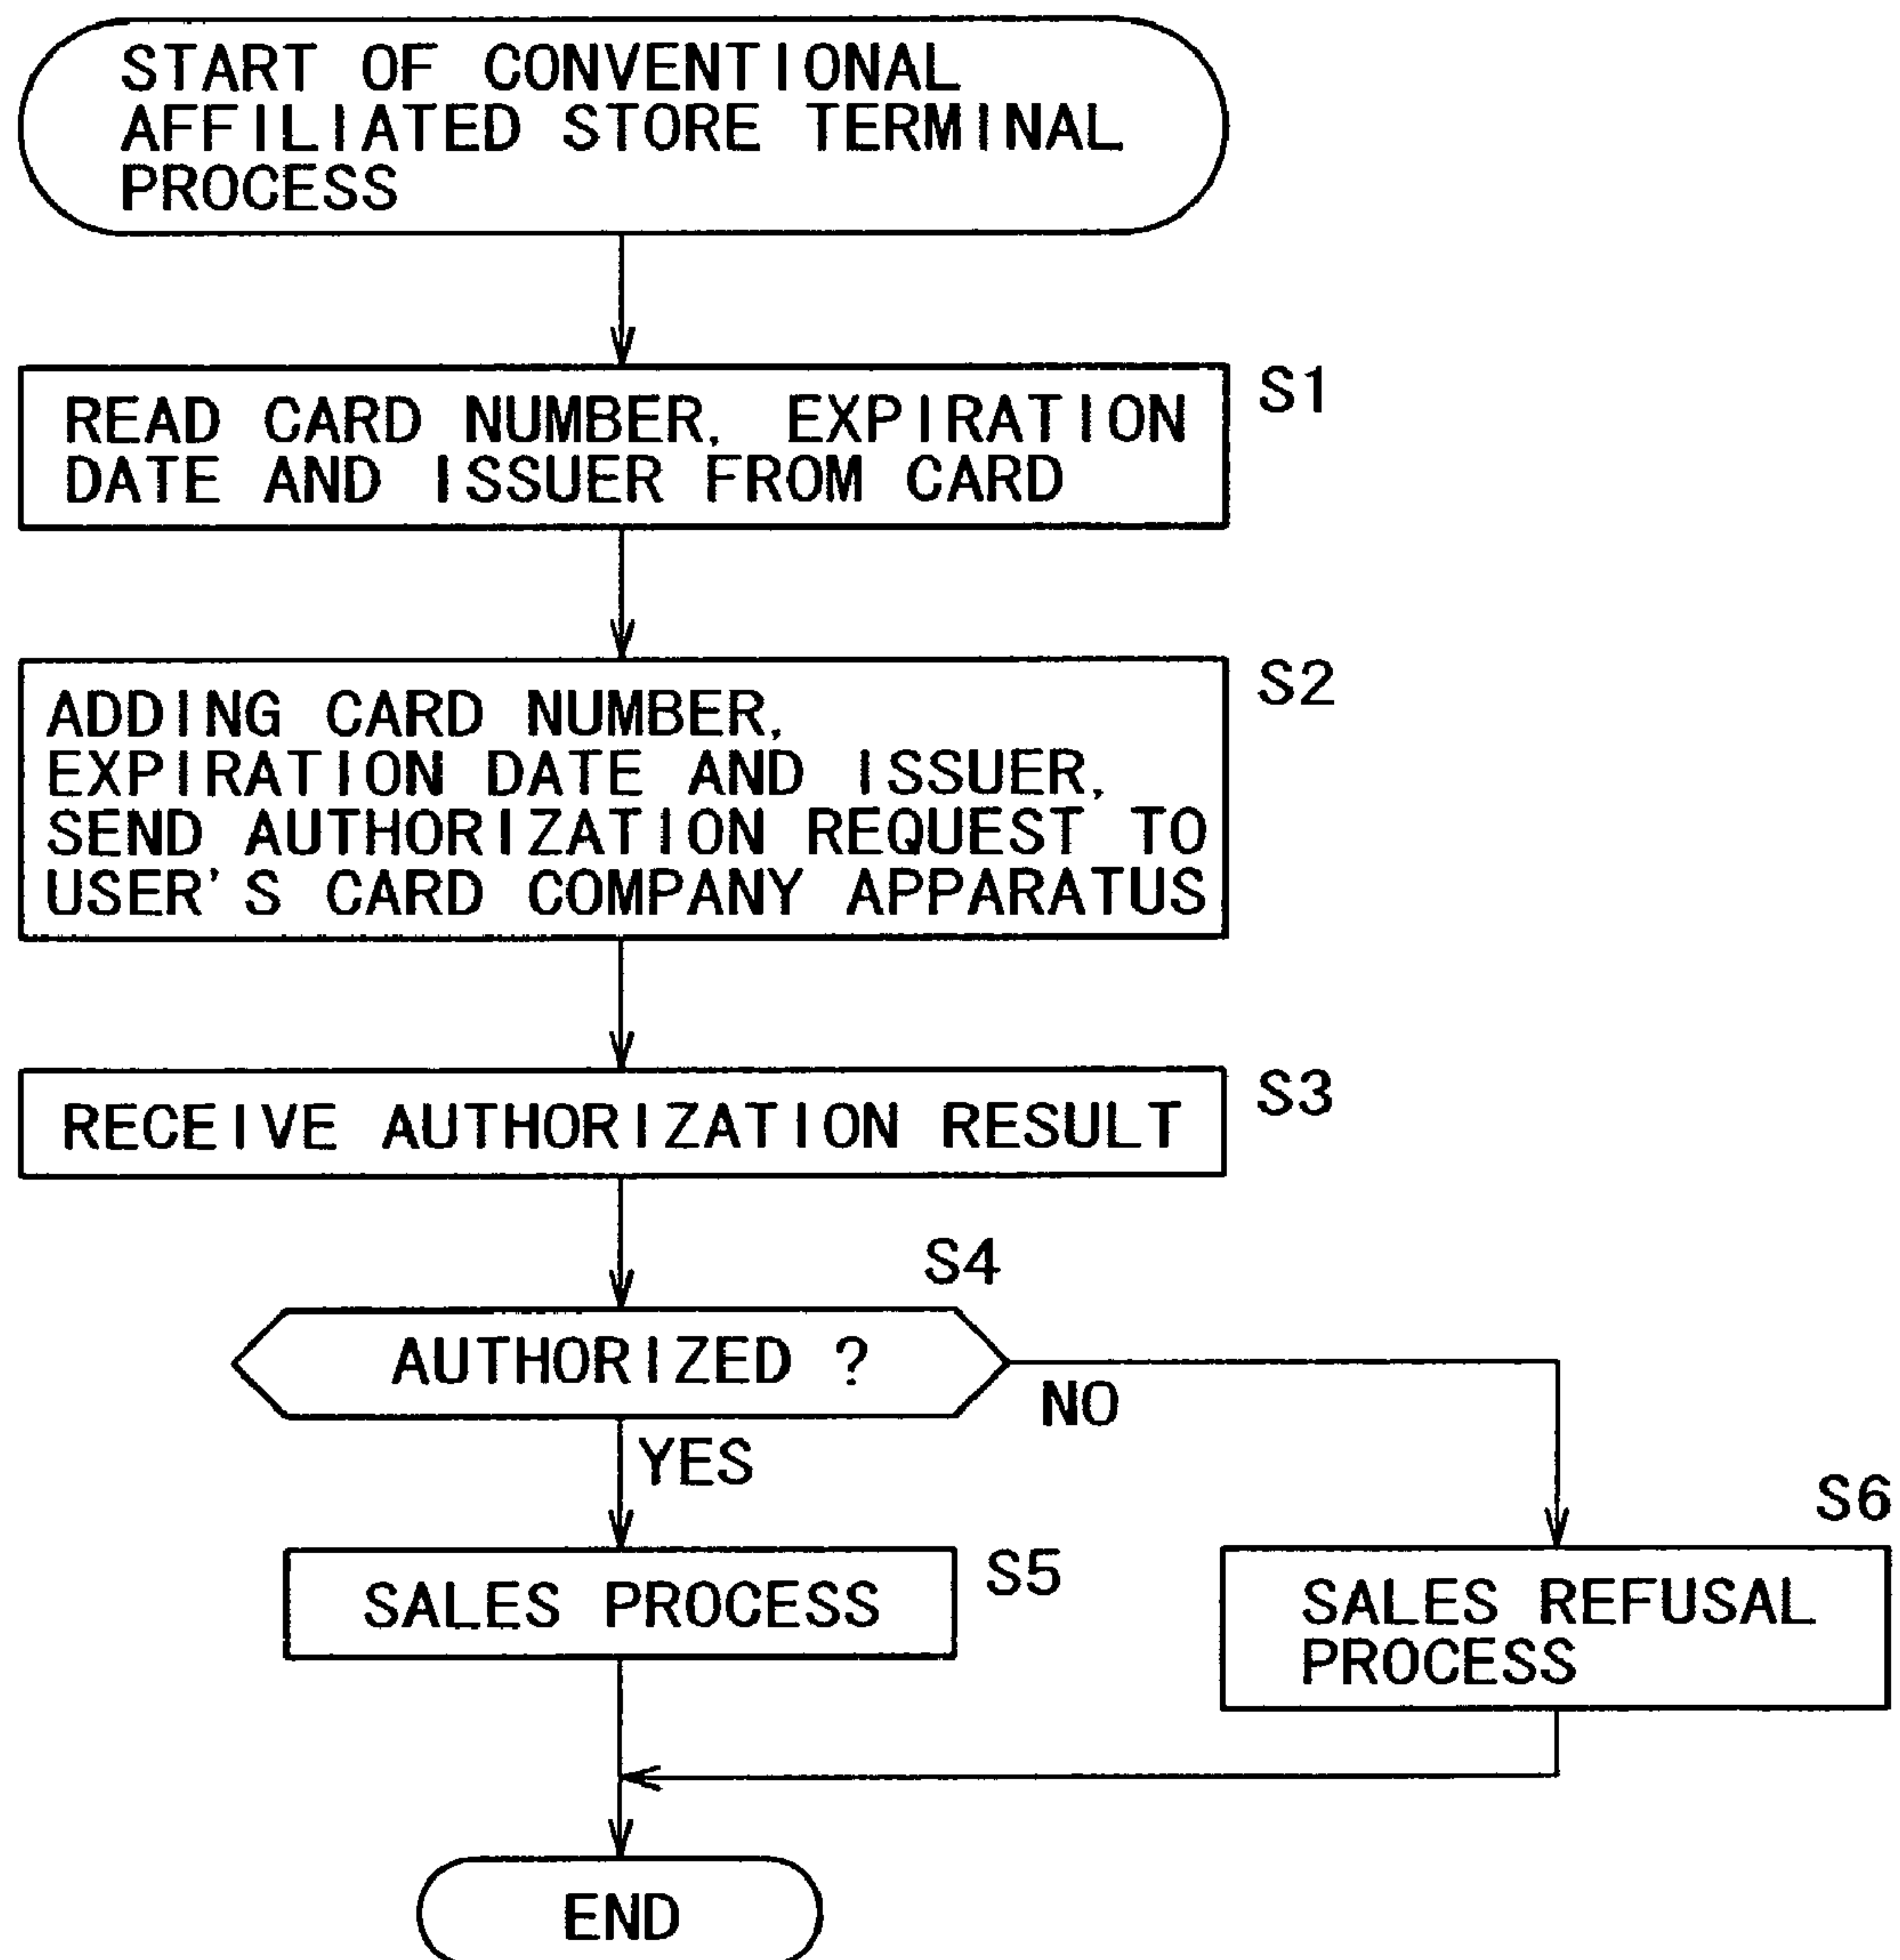 START OF CONVENTIONAL
AFFILIATED STORE TERMINAL
PROCESS
S1
READ CARD NUMBER, EXPIRATION
DATE AND ISSUER FROM CARD
S2
ADDING CARD NUMBER,
EXPIRATION DATE AND ISSUER,
SEND AUTHORIZATION REQUEST TO
USER'S CARD COMPANY APPARATUS
S3
RECEIVE AUTHORIZATION RESULT
S4
AUTHORIZED ?
NO
YES
S5
SALES PROCESS
S6
SALES REFUSAL
PROCESS
END